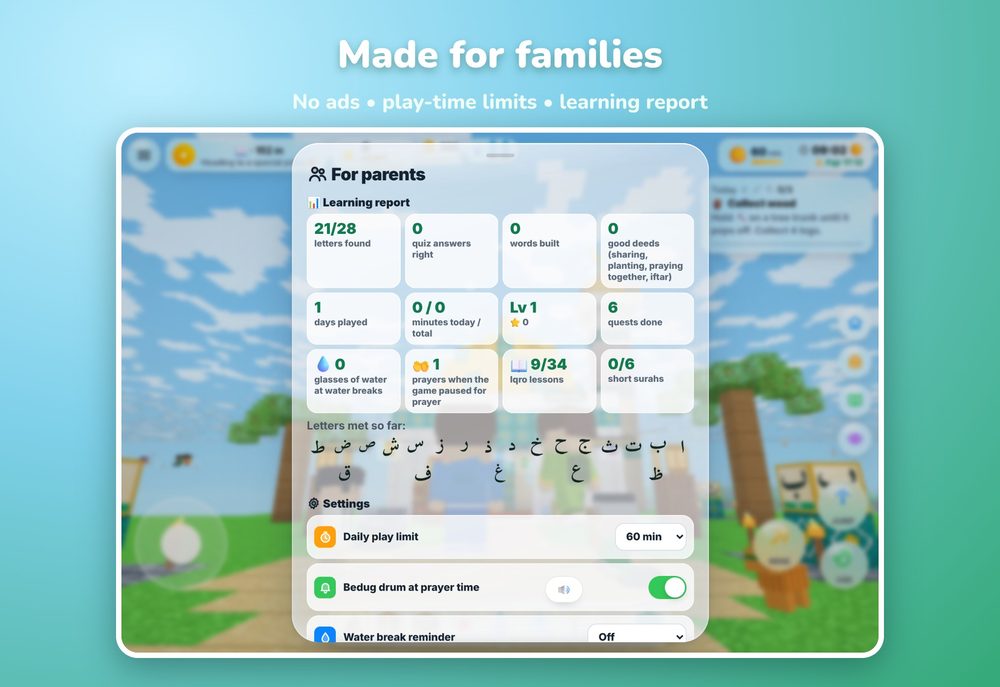 Made for families
No ads • play-time limits • learning report
For parents
Learning report
21/28
letters found
0
quiz answers
right
0
words built
0
good deeds
(sharing,
planting, praying
together, iftar)
1
days played
0 / 0
minutes today /
total
Lv 1
0
6
quests done
0
glasses of water
at water breaks
1
prayers when the
game paused for
prayer
9/34
Iqro lessons
0/6
short surahs
Letters met so far:
ا ب ت ث ج ح خ د ذ ر ز س ش ص ض ط
ظ ع غ ف ق
Settings
Daily play limit
60 min
Bedug drum at prayer time
Water break reminder
Off
Collect wood